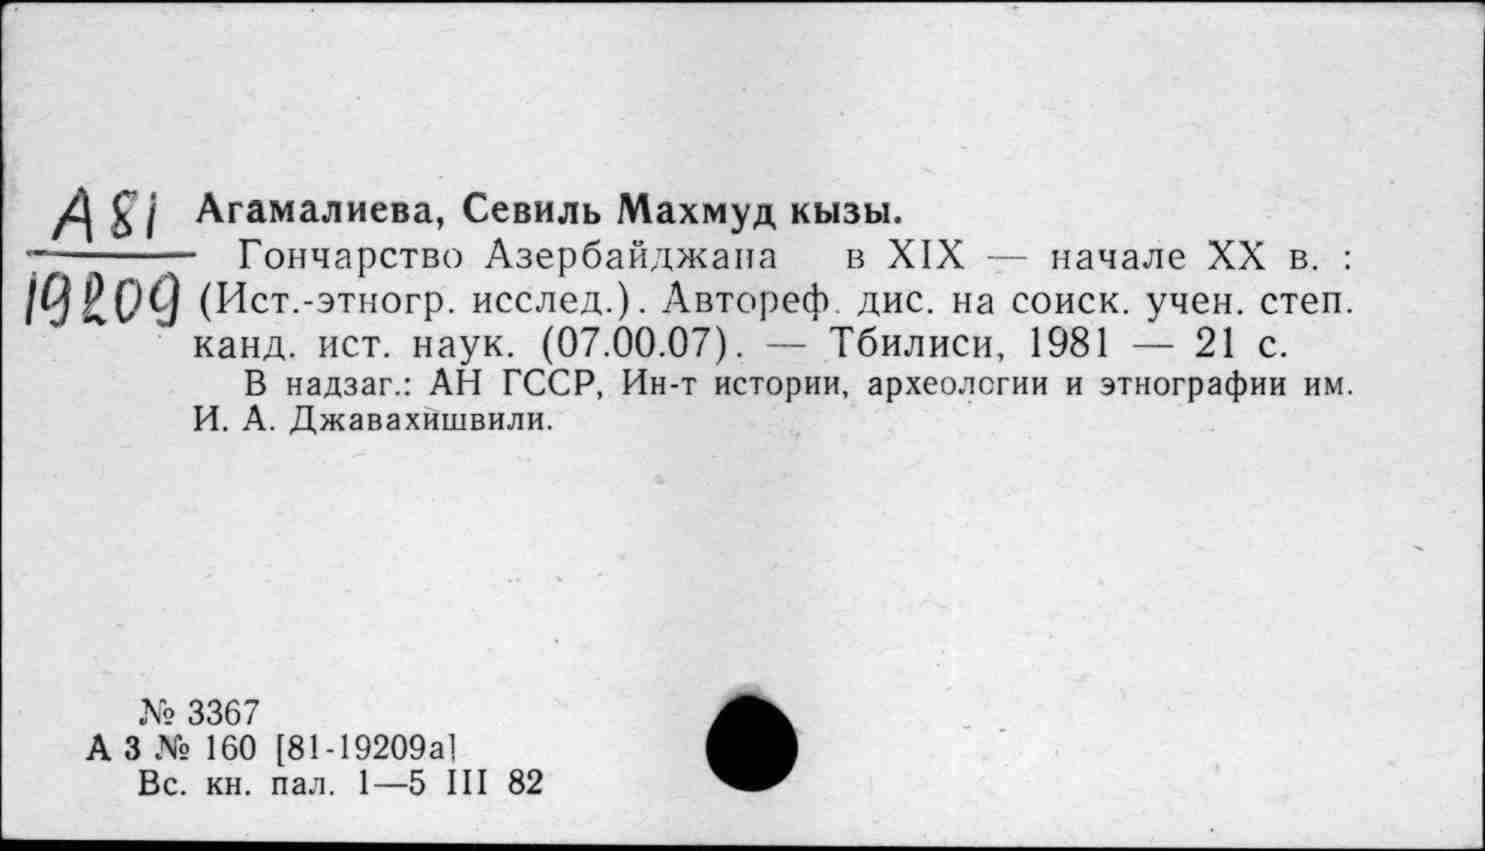 А81 Агамалиева, Севиль Махмуд кызы.
Гончарство Азербайджана в XIX — начале XX в. :
19209 (Ист.-этногр. исслед.). Автореф. дис. на соиск. учен. степ.
канд. ист. наук. (07.00.07). — Тбилиси, 1981 — 21 с.
В надзаг.: АН ГССР, Ин-т истории, археологии и этнографии им.
И. А. Джавахишвили.
№ 3367
А 3 № 160 [81-19209а]
Вс. кн. пал. 1—5 III 82